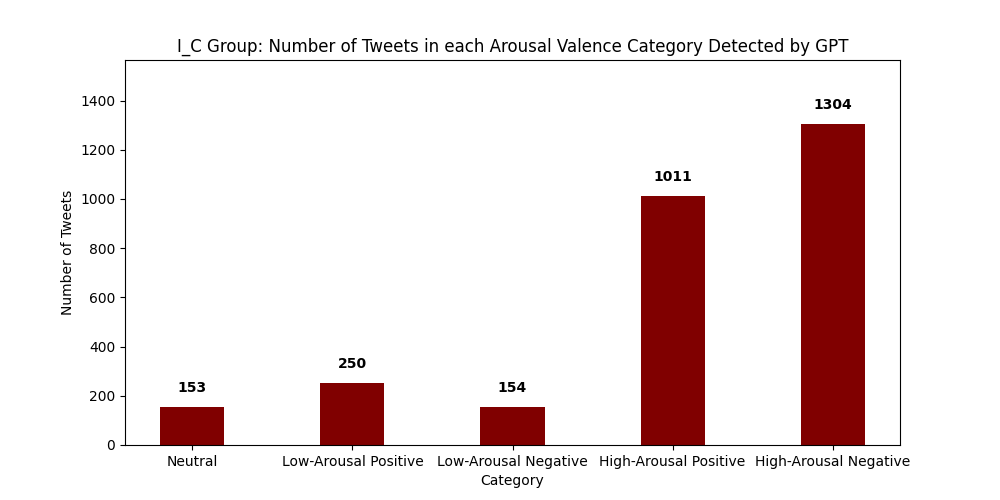 I_C Group: Number of Tweets in each Arousal Valence Category Detected by GPT
Number of Tweets
1400
1200
1000
800
600
400
200
0
153
250
154
1011
1304
Neutral
Low-Arousal Positive
Low-Arousal Negative
High-Arousal Positive
High-Arousal Negative
Category